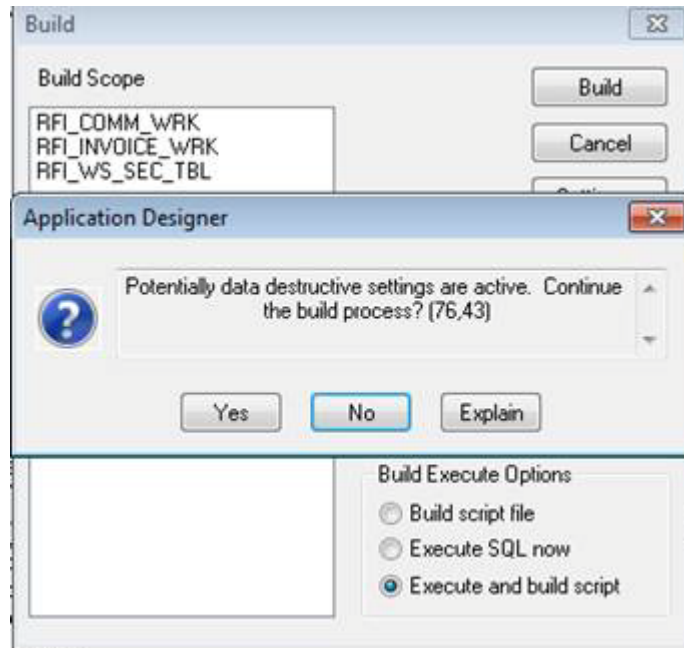 Build
Build Scope
Build
RFI_COMM_WRK
RFI_INVOICE_WRK
RFI_WS_SEC_TBL
Cancel
Application Designer
Potentially data destructive settings are active. Continue
the build process? (76,43)
Yes
No
Explain
Build Execute Options
Build script file
Execute SQL now
Execute and build script